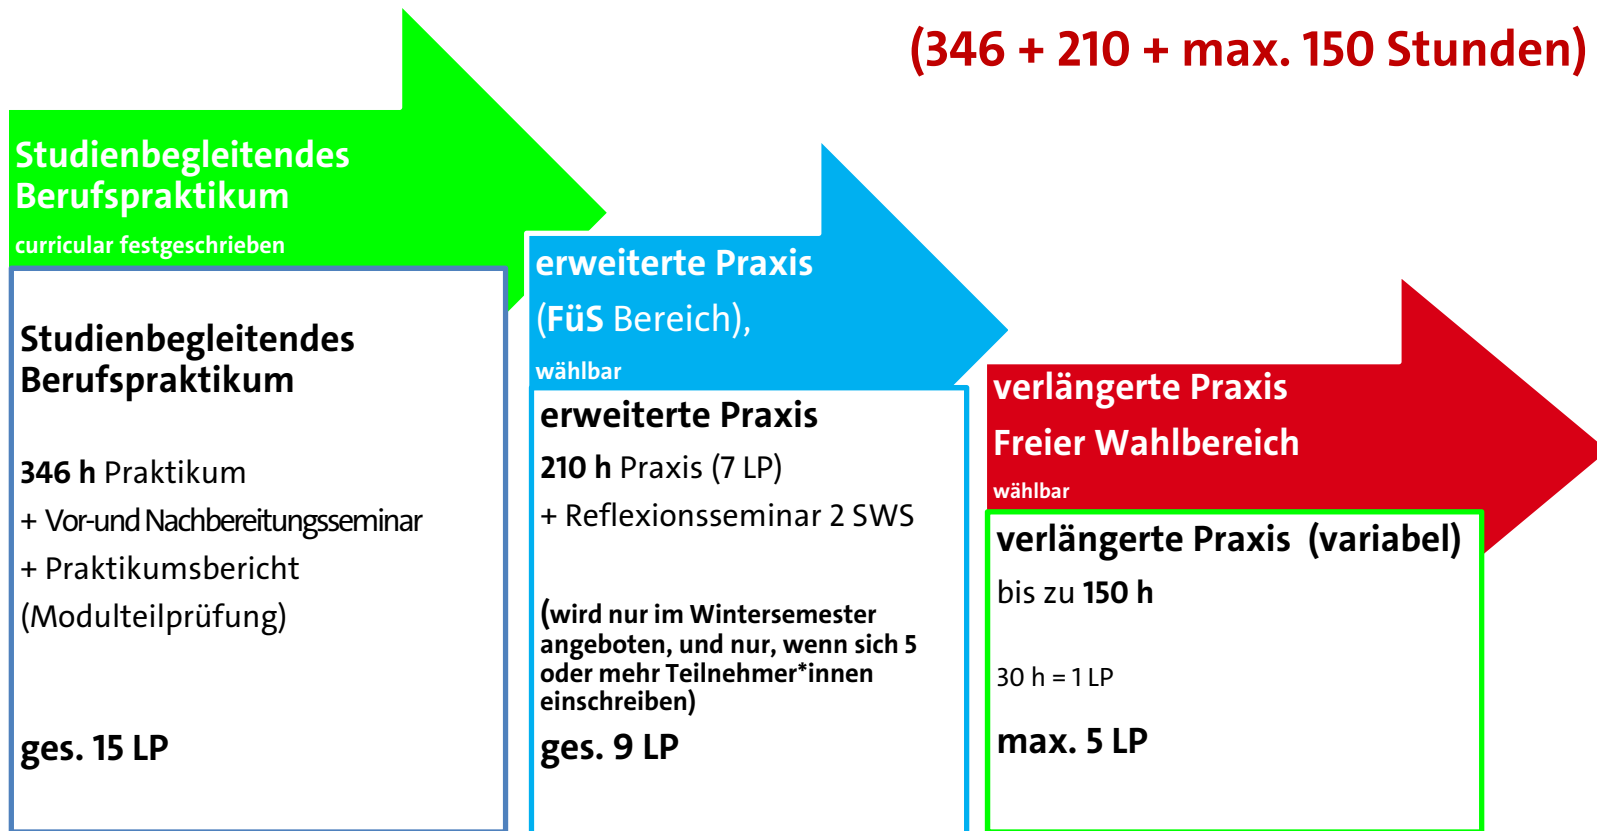 (346 + 210 + max. 150 Stunden)
Studienbegleitendes
Berufspraktikum
curricular festgeschrieben
Studienbegleitendes
Berufspraktikum
346 h Praktikum
+ Vor-und Nachbereitungsseminar
+ Praktikumsbericht
(Modulteilprüfung)
ges. 15 LP
erweiterte Praxis
(FüS Bereich),
wählbar
erweiterte Praxis
210 h Praxis (7 LP)
+ Reflexionsseminar 2 SWS
(wird nur im Wintersemester
angeboten, und nur, wenn sich 5
oder mehr Teilnehmer*innen
einschreiben)
ges. 9 LP
verlängerte Praxis
Freier Wahlbereich
wählbar
verlängerte Praxis (variabel)
bis zu 150 h
30 h = 1 LP
max. 5 LP